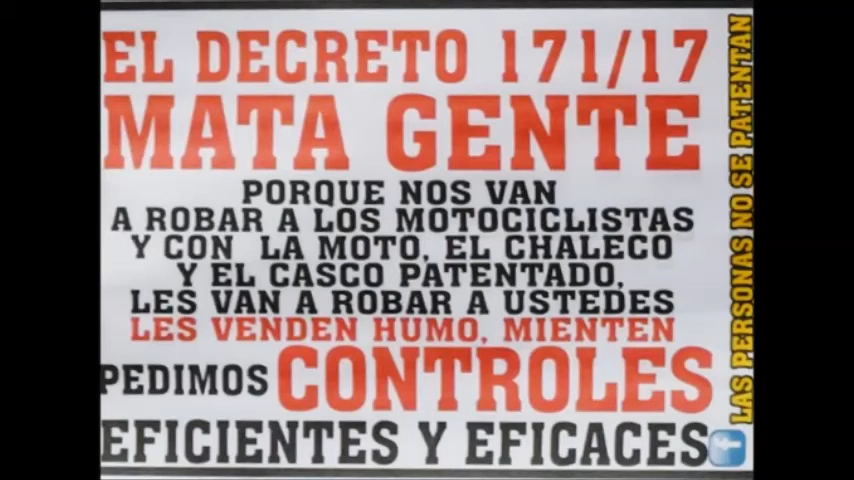 EL DECRETO 171/17
MATA GENTE
PORQUE NOS VAN
A ROBAR A LOS MOTOCICLISTAS
Y CON LA MOTO, EL CHALECO
Y EL CASCO PATENTADO,
LES VAN A ROBAR A USTEDES
LES VENDEN HUMO, MIENTEN
PEDIMOS CONTROLES
EFICIENTES Y EFICACES
f
LAS PERSONAS NO SE PATENTAN